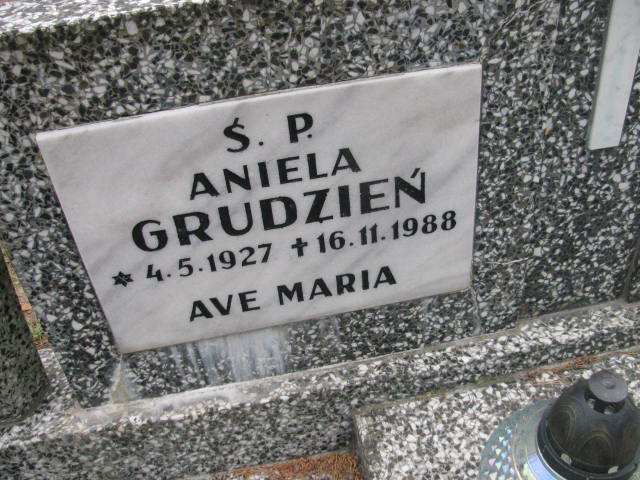 Ś. P.
ANIELA
GRUDZIEŃ
* 4.5.1927 ✝ 16.11.1988
AVE MARIA